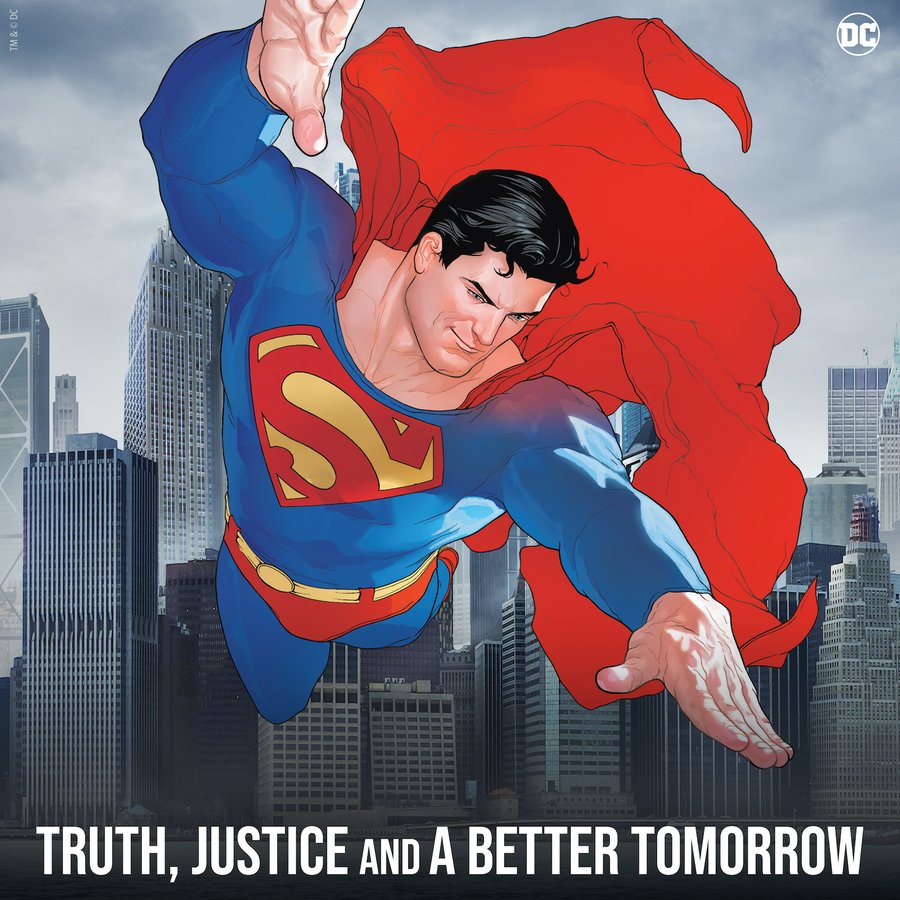 TM & © DC
DC
TRUTH, JUSTICE AND A BETTER TOMORROW